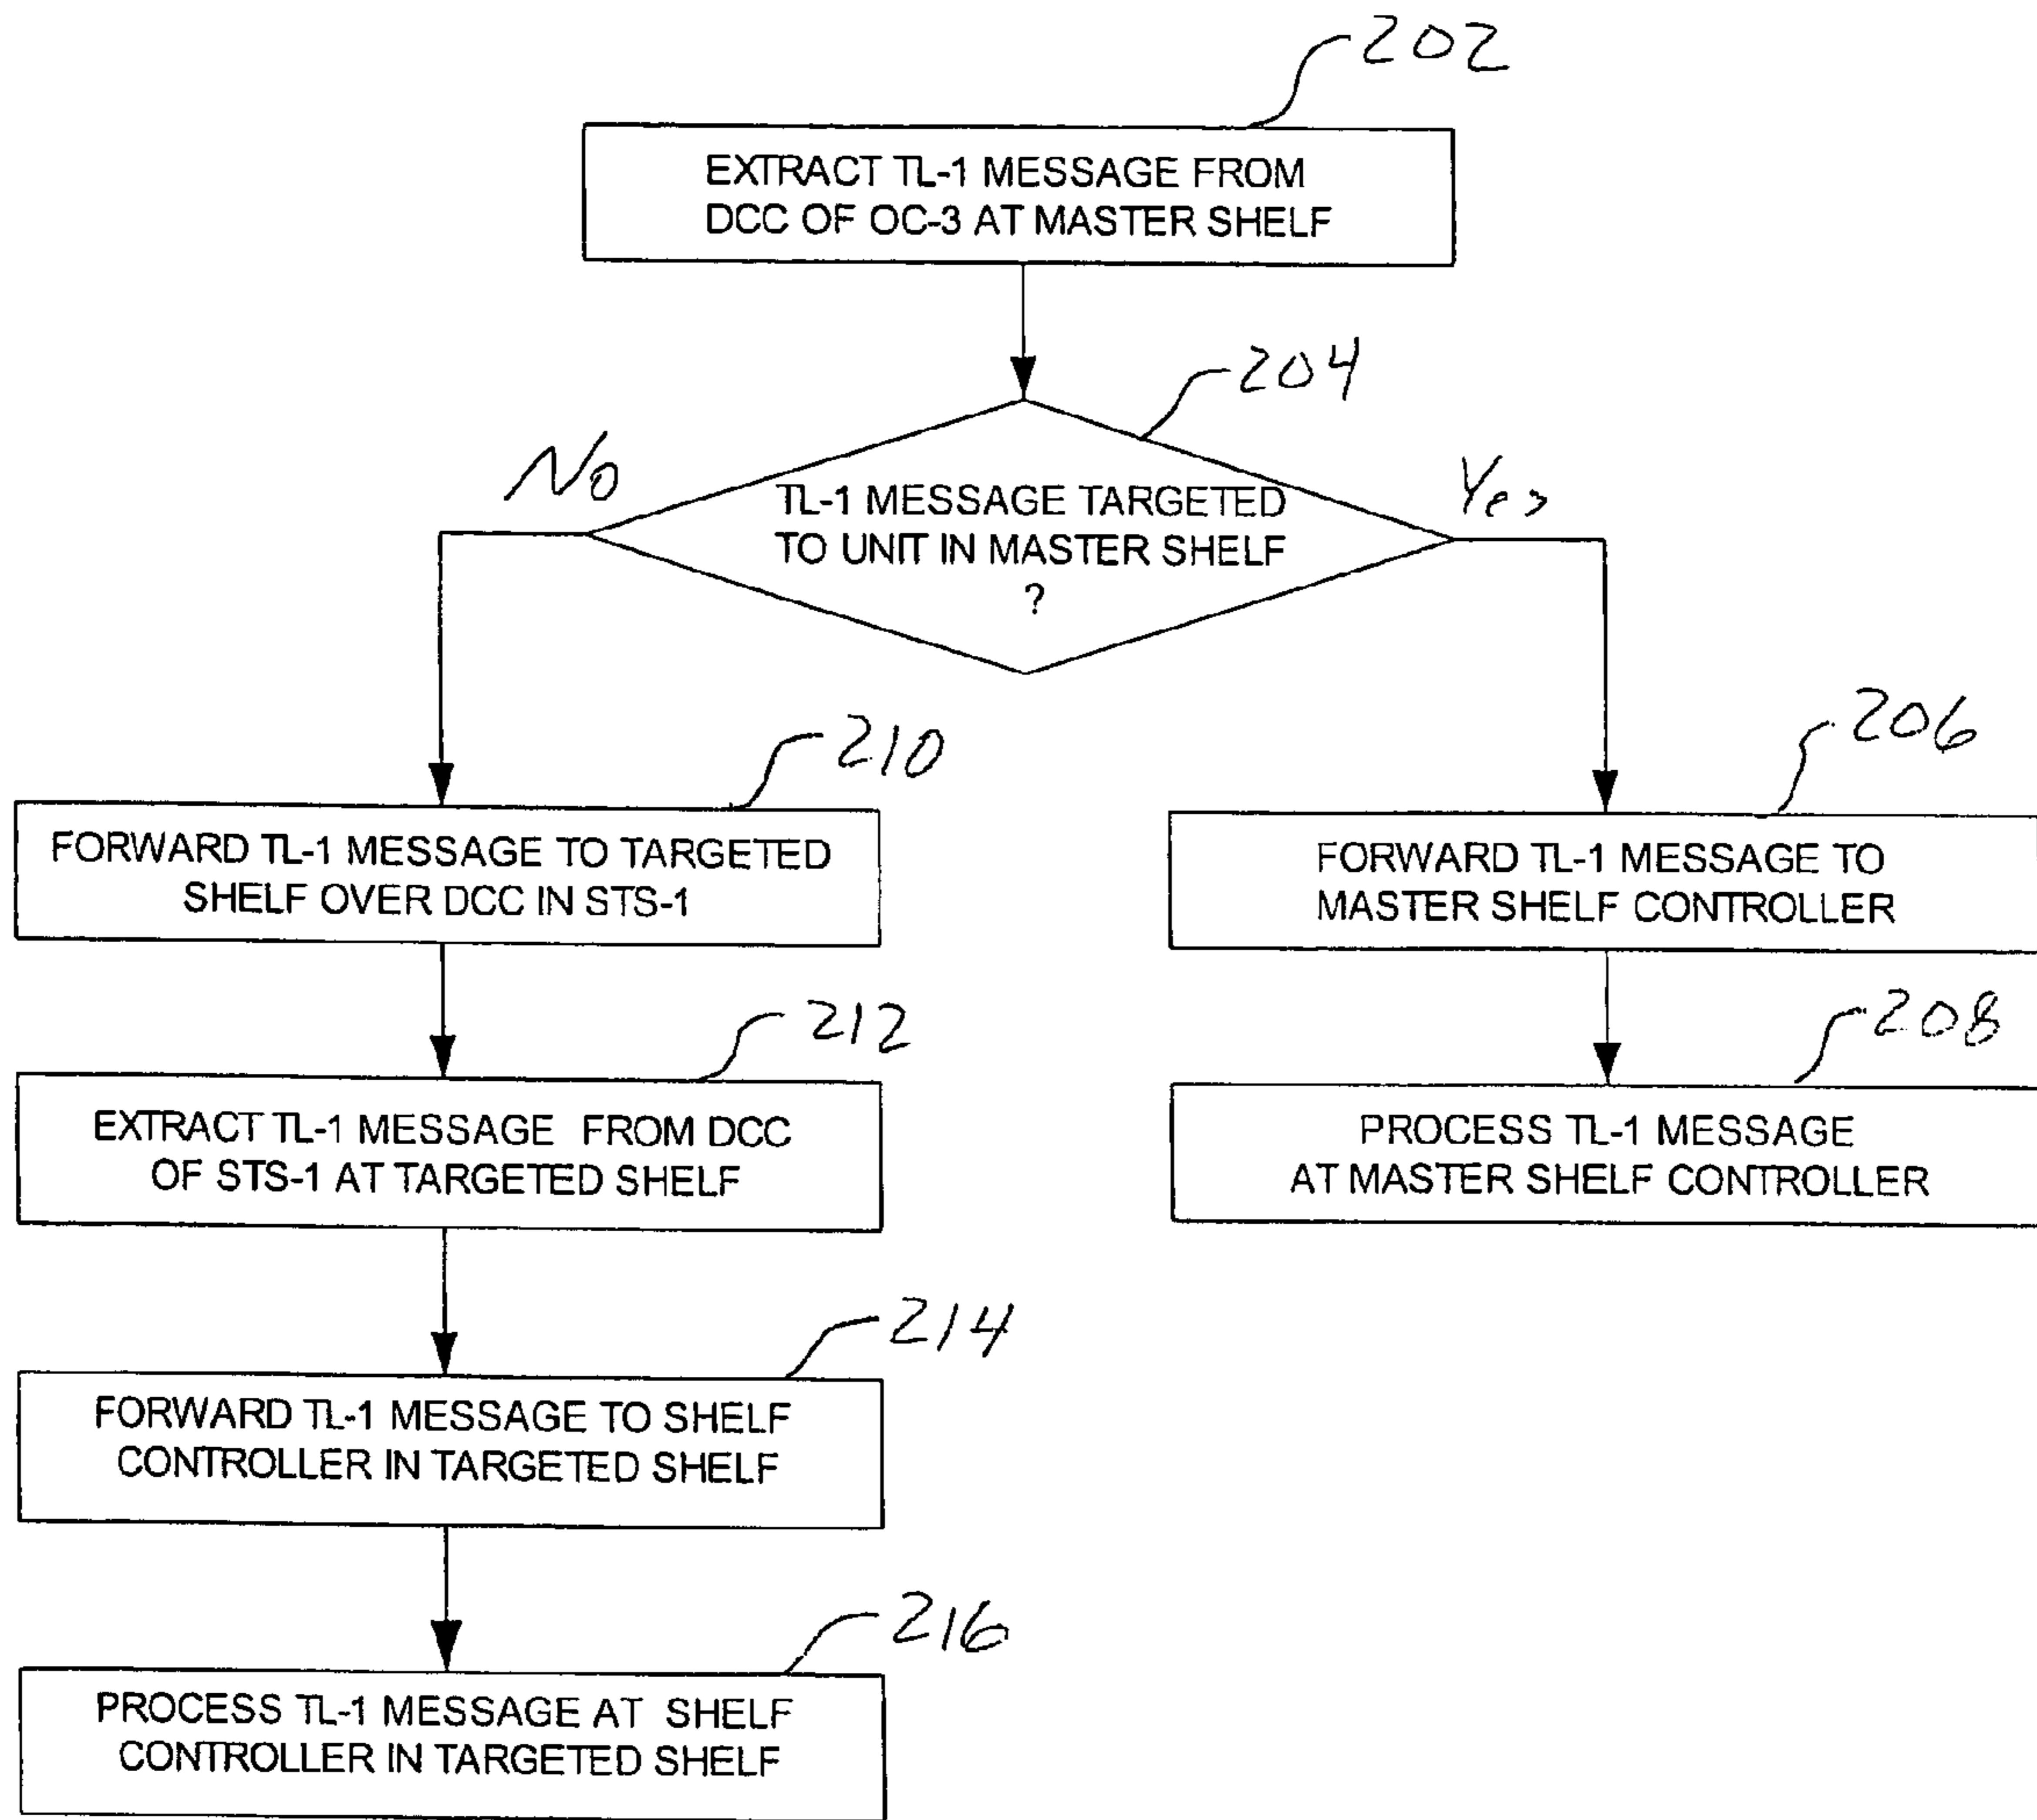 202
EXTRACT TL-1 MESSAGE FROM
DCC OF OC-3 AT MASTER SHELF
204
No
Yes
TL-1 MESSAGE TARGETED
TO UNIT IN MASTER SHELF
?
210
FORWARD TL-1 MESSAGE TO TARGETED
SHELF OVER DCC IN STS-1
206
FORWARD TL-1 MESSAGE TO
MASTER SHELF CONTROLLER
212
EXTRACT TL-1 MESSAGE FROM DCC
OF STS-1 AT TARGETED SHELF
208
PROCESS TL-1 MESSAGE
AT MASTER SHELF CONTROLLER
214
FORWARD TL-1 MESSAGE TO SHELF
CONTROLLER IN TARGETED SHELF
216
PROCESS TL-1 MESSAGE AT SHELF
CONTROLLER IN TARGETED SHELF